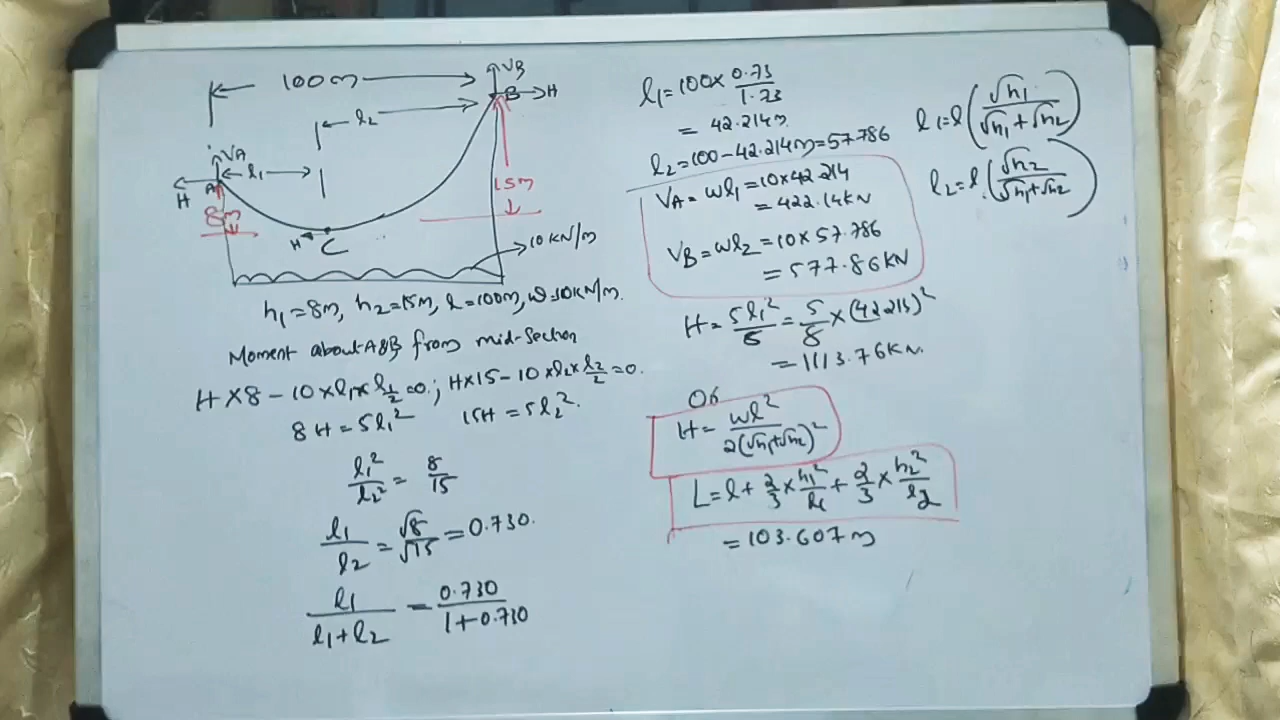 100m
VB
B
H
l2
VA
l1
H
A
8m
15m
H
C
10 KN/m
h1=8m, h2=15m, l=100m, ω=10KN/m.
Moment about A&B from mid-section
H×8 − 10×l1×l1/2=0; H×15−10×l2×l2/2=0.
8H=5l1² 15H=5l2².
l1²/l2² = 8/15
l1/l2 = √8/√15 = 0.730.
l1/(l1+l2) = 0.730/(1+0.730)
l1=100×0.73/1.73
= 42.214m
l2=100−42.214m=57.786
VA=ωl1=10×42.214
=422.14KN
VB=ωl2=10×57.786
=577.86KN
H=5l1²/8=5/8×(42.213)²
=1113.76KN.
OR
H=wl²/2(√h1+√h2)²
L=l+2/3×h1²/l1+2/3×h2²/l2
=103.607m
l1=l(√h1/(√h1+√h2))
l2=l.(√h2/(√h1+√h2))